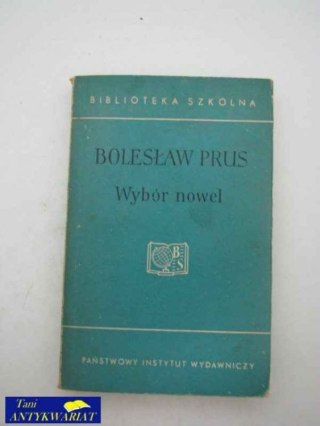 BIBLIOTEKA SZKOLNA
BOLESŁAW PRUS
Wybór nowel
B
S
PAŃSTWOWY INSTYTUT WYDAWNICZY
Tani
ANTYKWARIAT